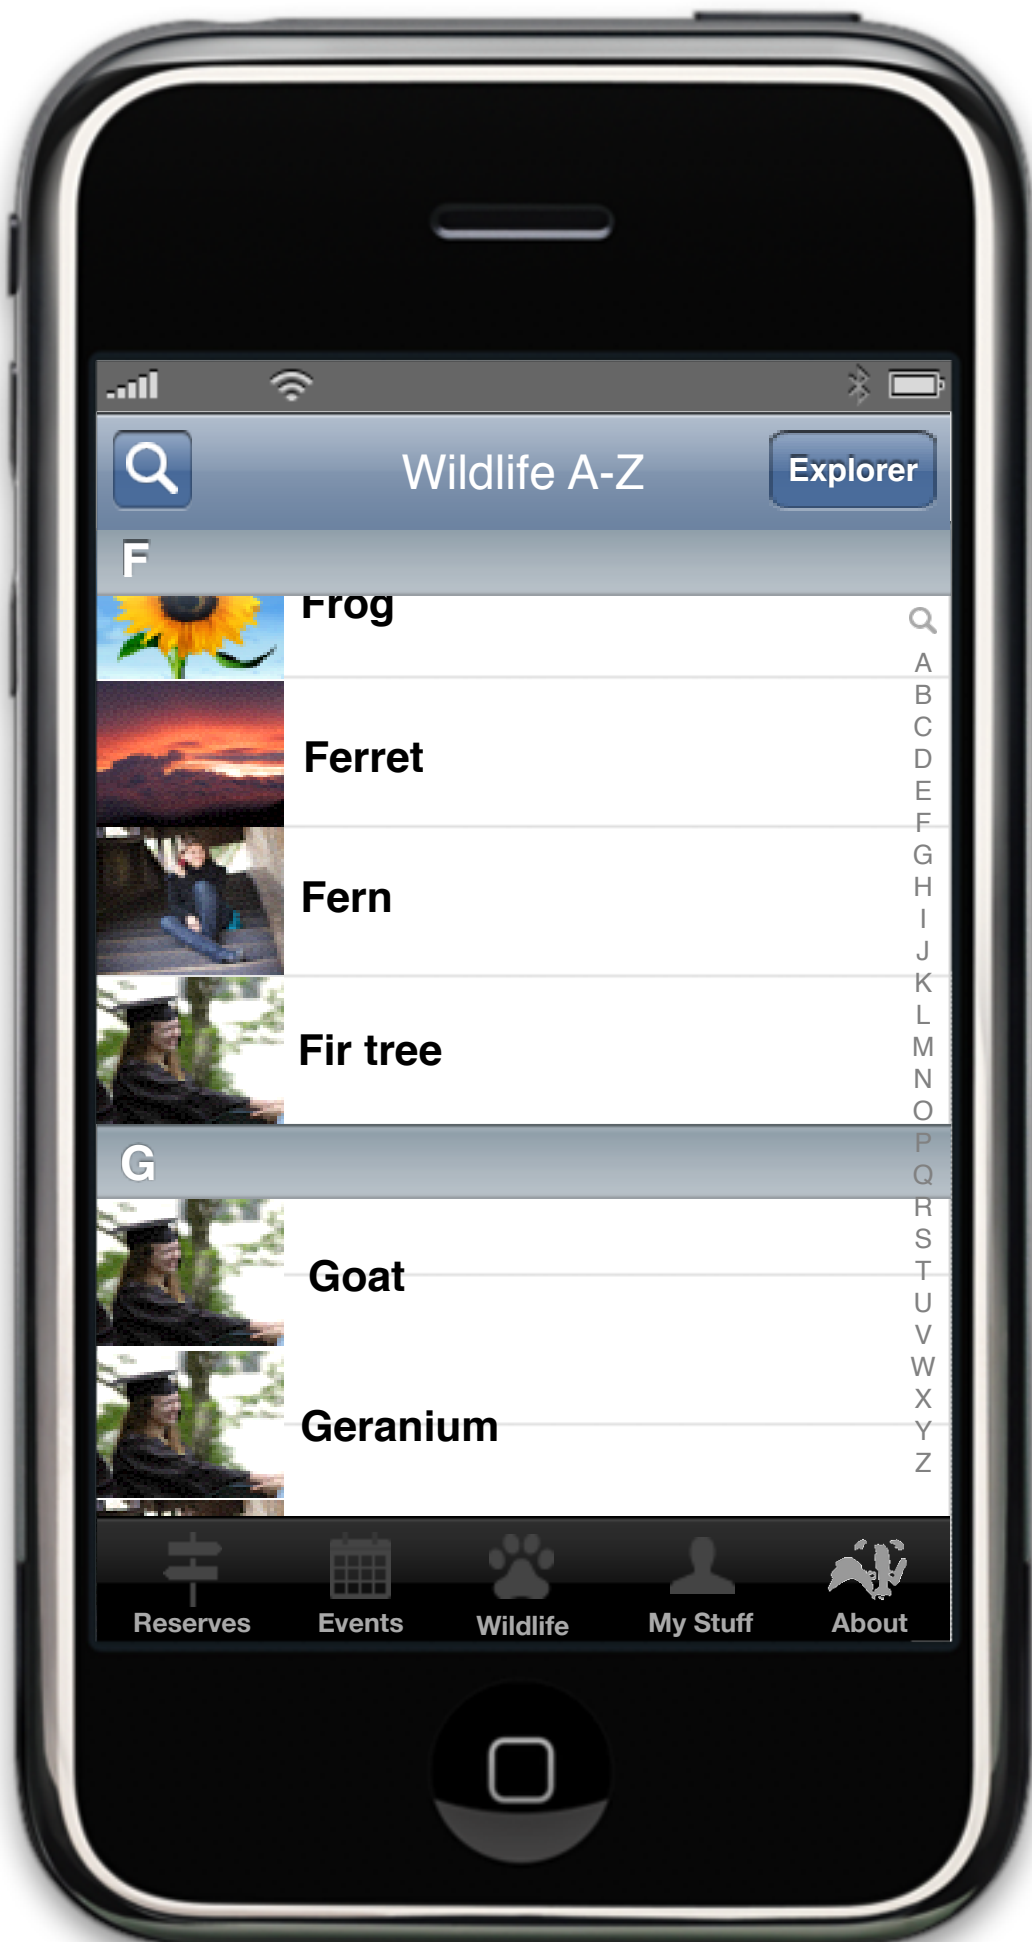 Wildlife A-Z
Explorer
F
Frog
Ferret
Fern
Fir tree
G
Goat
Geranium
A
B
C
D
E
F
G
H
I
J
K
L
M
N
O
P
Q
R
S
T
U
V
W
X
Y
Z
Reserves
Events
Wildlife
My Stuff
About